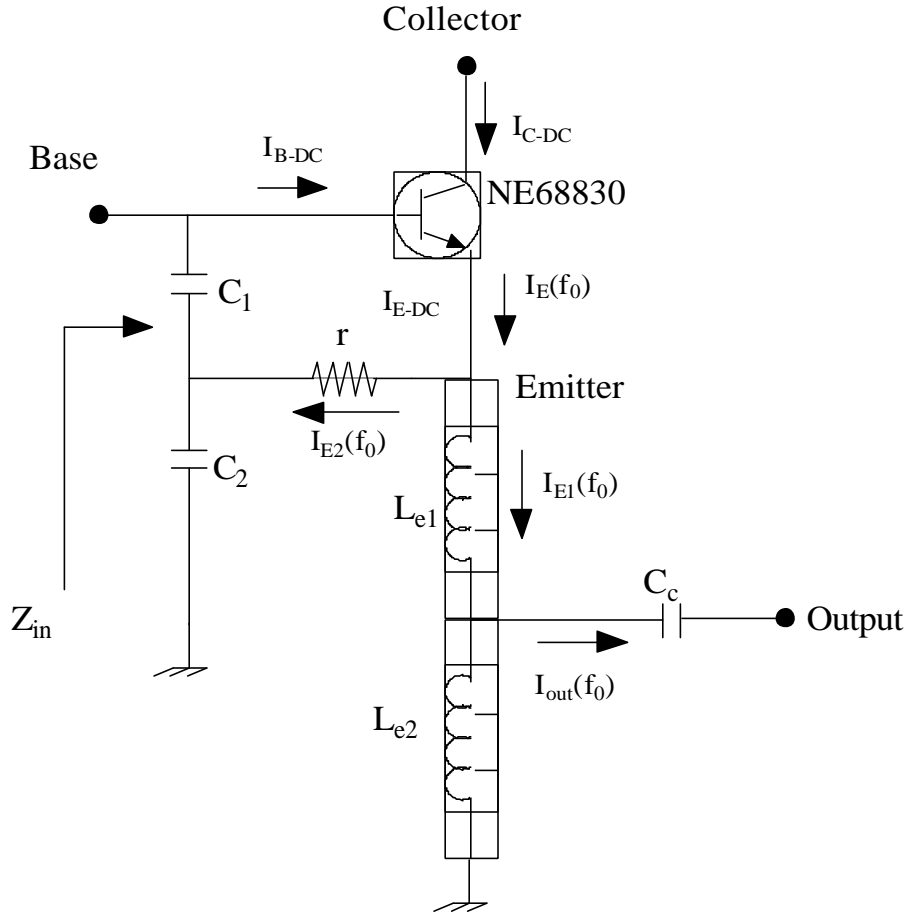 Collector
I_C-DC
I_B-DC
Base
NE68830
C_1
I_E-DC
I_E(f_0)
r
Emitter
I_E2(f_0)
C_2
I_E1(f_0)
L_e1
C_c
Z_in
Output
I_out(f_0)
L_e2